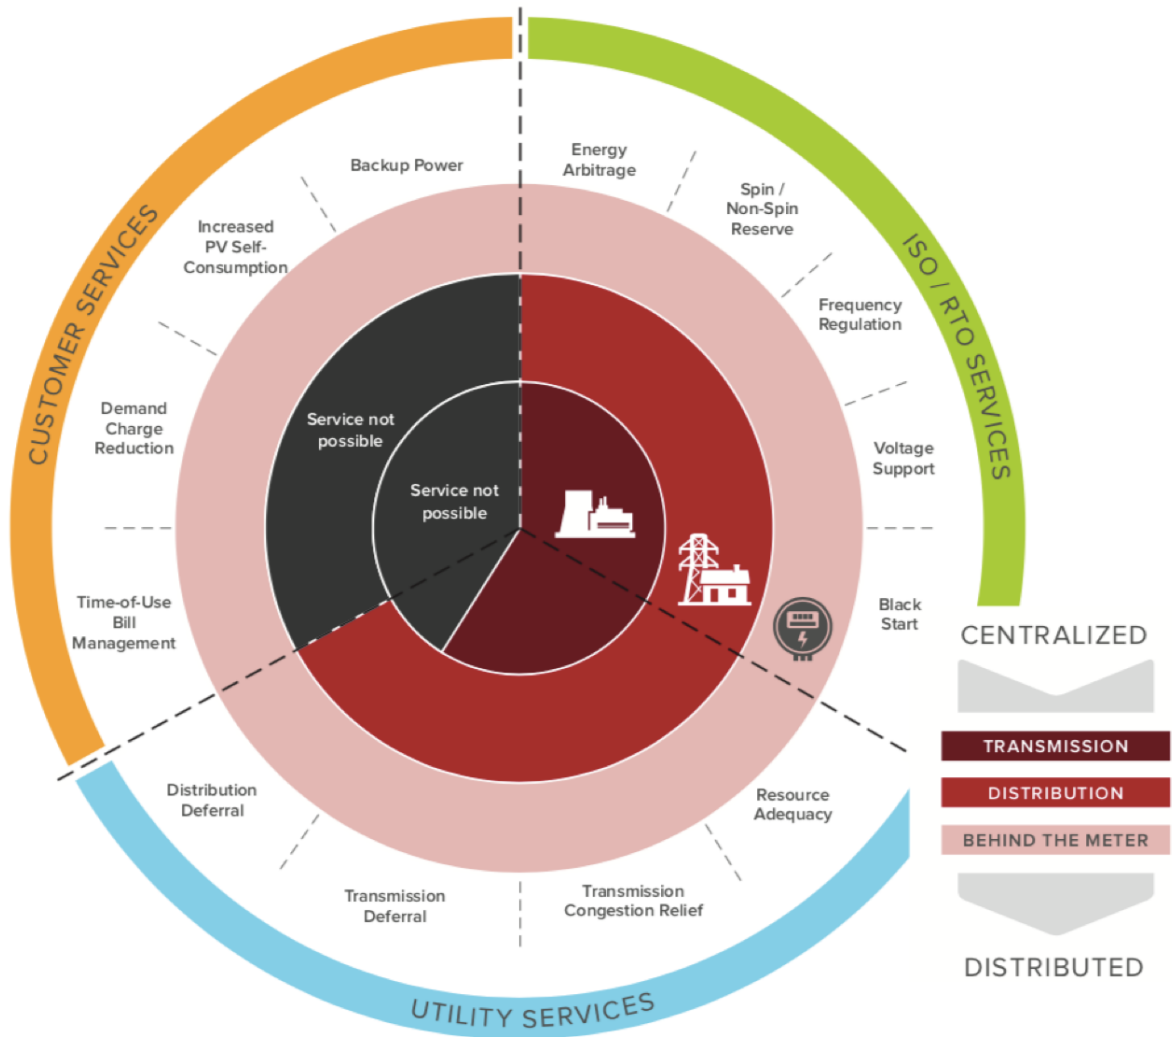 CUSTOMER SERVICES
ISO / RTO SERVICES
UTILITY SERVICES
Backup Power
Energy
Arbitrage
Spin /
Non-Spin
Reserve
Increased
PV Self-
Consumption
Frequency
Regulation
Demand
Charge
Reduction
Service not
possible
Voltage
Support
Service not
possible
Time-of-Use
Bill
Management
Black
Start
Distribution
Deferral
Resource
Adequacy
Transmission
Deferral
Transmission
Congestion Relief
CENTRALIZED
TRANSMISSION
DISTRIBUTION
BEHIND THE METER
DISTRIBUTED